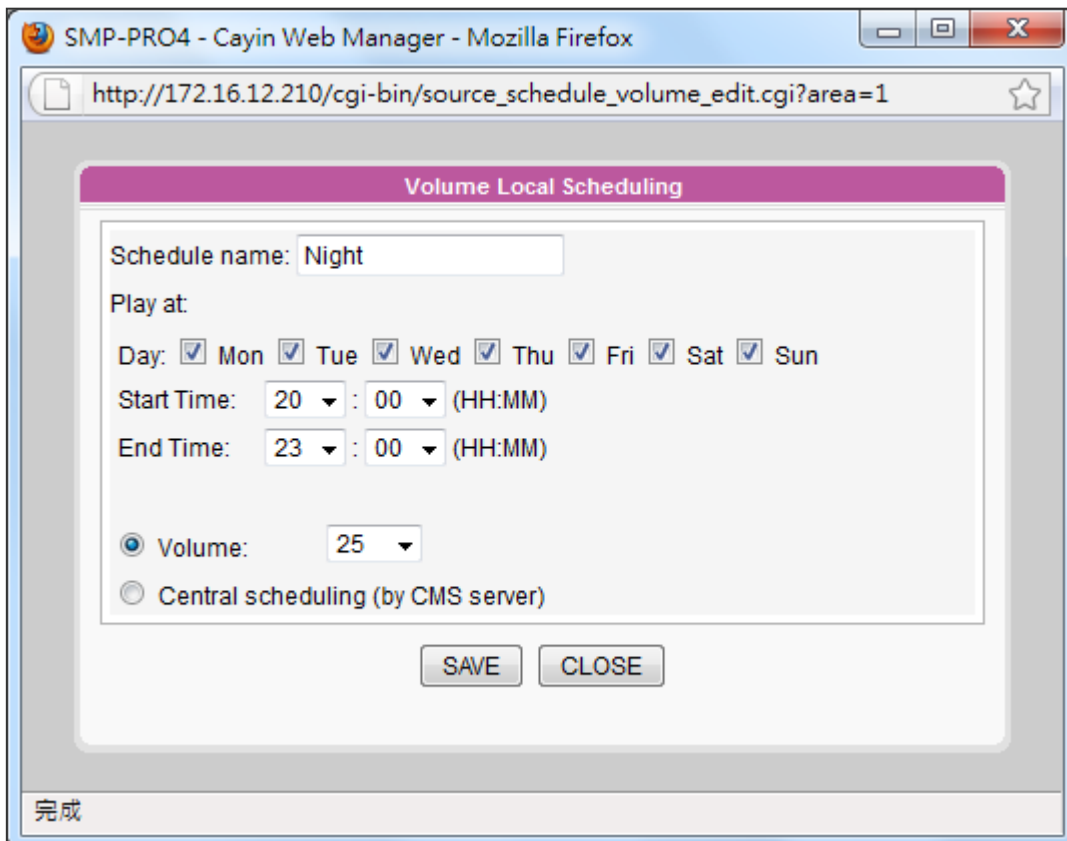 SMP-PRO4 - Cayin Web Manager - Mozilla Firefox
http://172.16.12.210/cgi-bin/source_schedule_volume_edit.cgi?area=1
Volume Local Scheduling
Schedule name: Night
Play at:
Day: Mon Tue Wed Thu Fri Sat Sun
Start Time: 20 : 00 (HH:MM)
End Time: 23 : 00 (HH:MM)
Volume: 25
Central scheduling (by CMS server)
SAVE CLOSE
完成